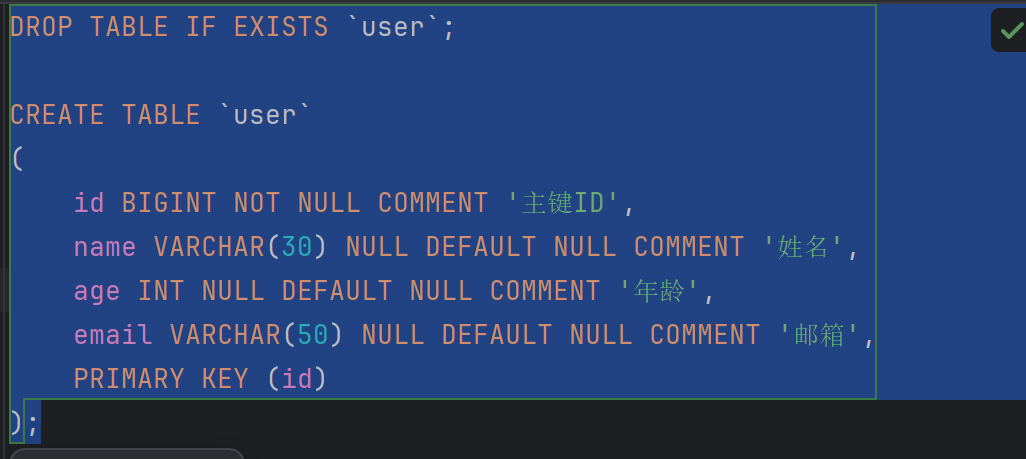 DROP TABLE IF EXISTS `user`;
CREATE TABLE `user`
(
id BIGINT NOT NULL COMMENT '主键ID',
name VARCHAR(30) NULL DEFAULT NULL COMMENT '姓名',
age INT NULL DEFAULT NULL COMMENT '年龄',
email VARCHAR(50) NULL DEFAULT NULL COMMENT '邮箱',
PRIMARY KEY (id)
);